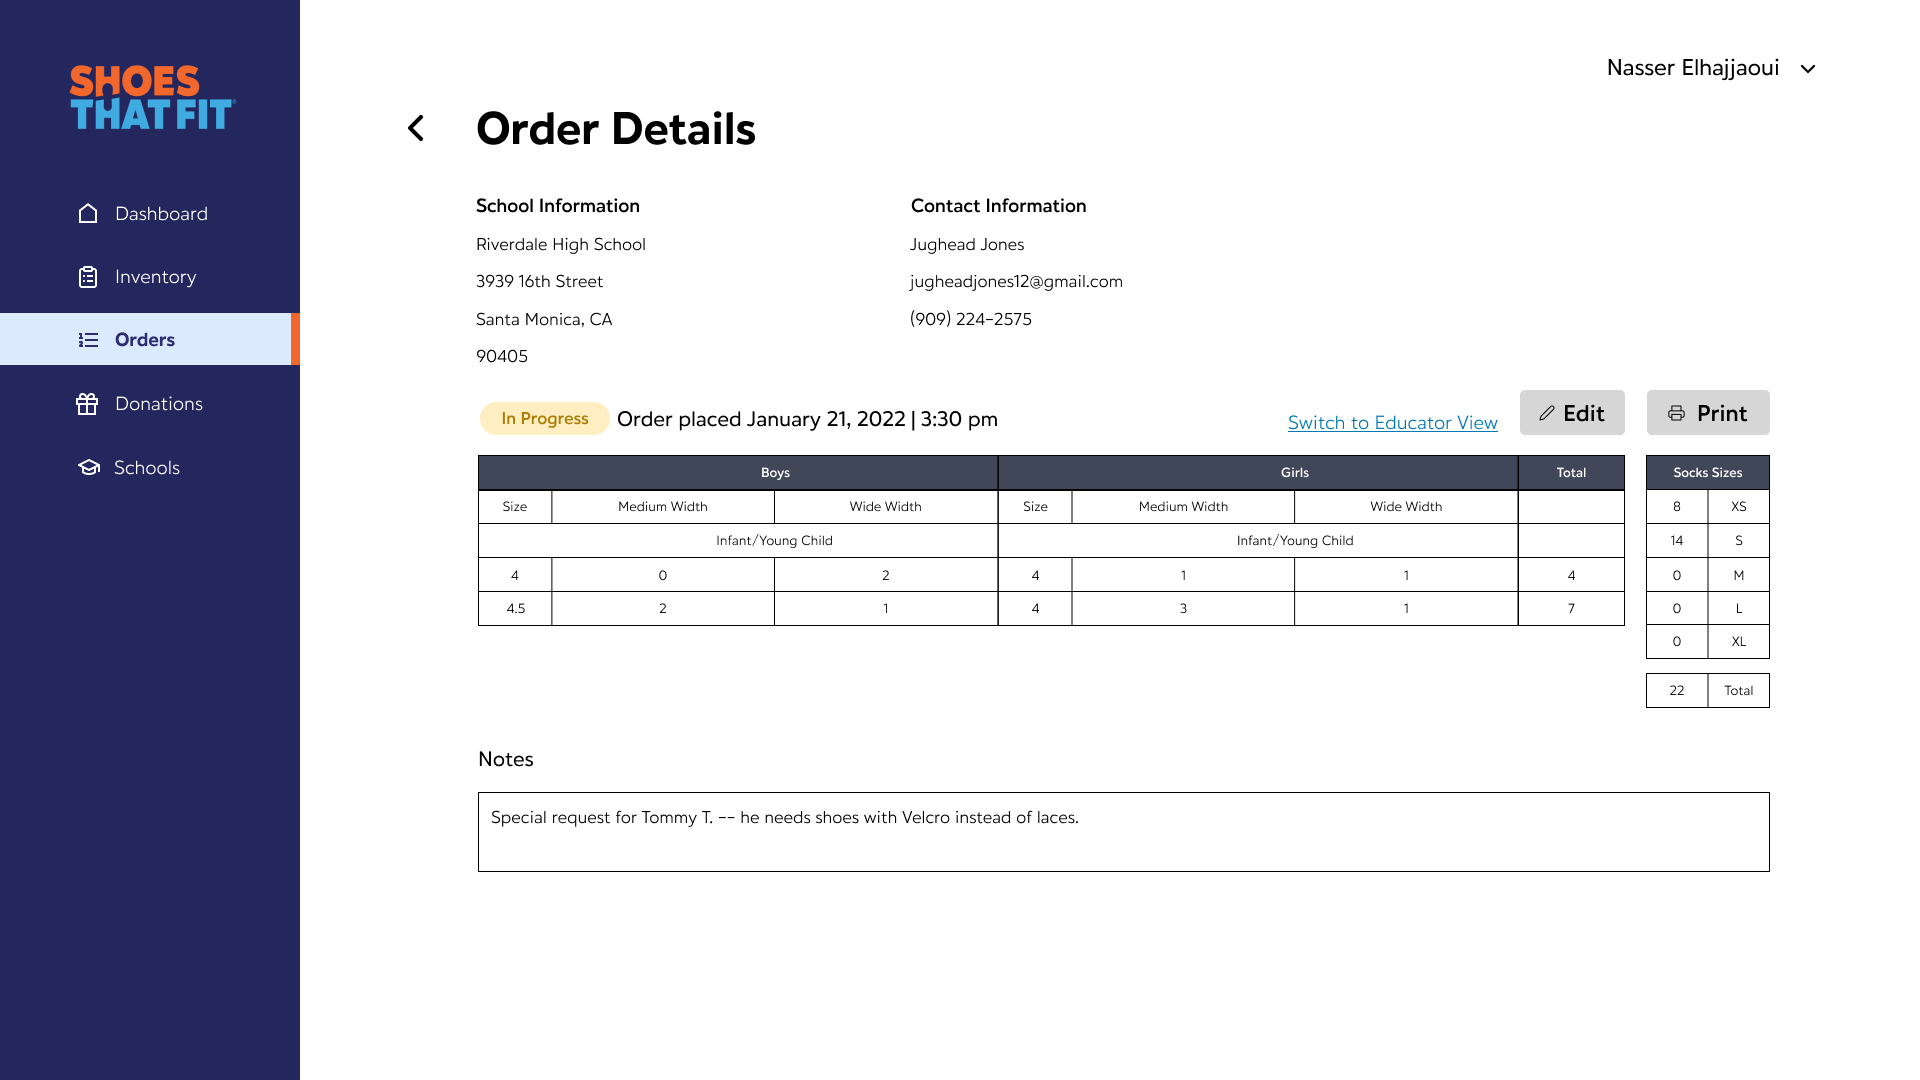 SHOES
THAT FIT
Nasser Elhajjaoui
Order Details
Dashboard
Inventory
Orders
Donations
Schools
School Information
Riverdale High School
3939 16th Street
Santa Monica, CA
90405
Contact Information
Jughead Jones
jugheadjones12@gmail.com
(909) 224-2575
In Progress Order placed January 21, 2022 | 3:30 pm
Switch to Educator View
Edit
Print
Boys Girls Total
Size Medium Width Wide Width Size Medium Width Wide Width
Infant/Young Child Infant/Young Child
4 0 2 4 1 1 4
4.5 2 1 4 3 1 7
Socks Sizes
8 XS
14 S
0 M
0 L
0 XL
22 Total
Notes
Special request for Tommy T. -- he needs shoes with Velcro instead of laces.